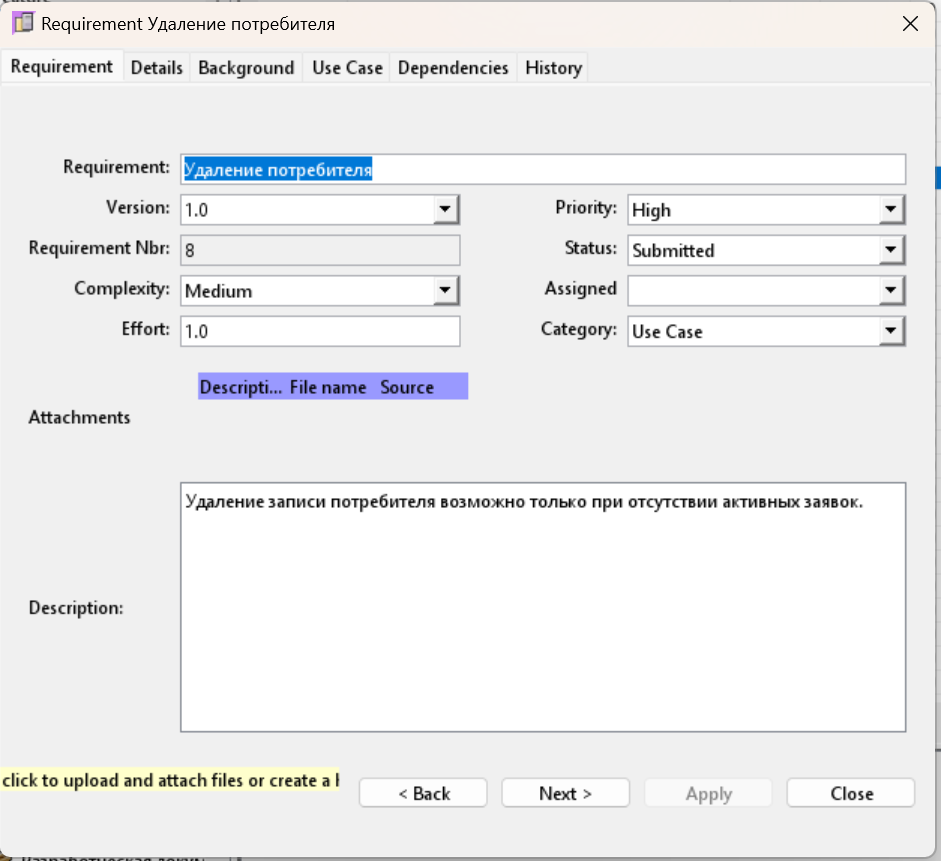 Requirement Удаление потребителя
Requirement Details Background Use Case Dependencies History
Requirement: Удаление потребителя
Version: 1.0 Priority: High
Requirement Nbr: 8 Status: Submitted
Complexity: Medium Assigned
Effort: 1.0 Category: Use Case
Descripti... File name Source
Attachments
Удаление записи потребителя возможно только при отсутствии активных заявок.
Description:
click to upload and attach files or create a
< Back Next > Apply Close